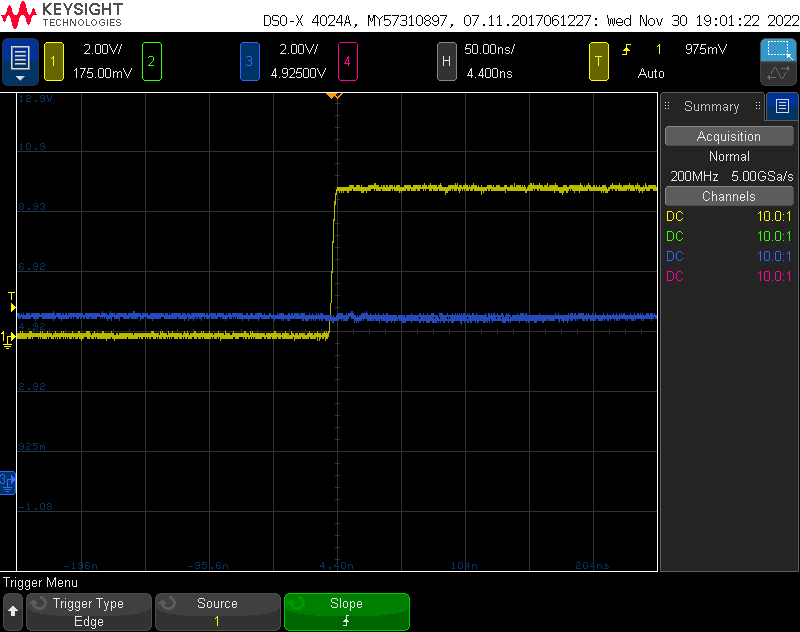 KEYSIGHT
TECHNOLOGIES
DSO-X 4024A, MY57310897, 07.11.2017061227: Wed Nov 30 19:01:22 2022
1 2.00V/ 175.00mV 2 3 2.00V/ 4.92500V 4 H 50.00ns/ 4.400ns T 1 975mV Auto
12.9V
10.9
8.93
6.92
4.92
2.92
925m
-1.08
T
1
3
-196n -95.6n 4.40n 104n 204ns
Summary
Acquisition
Normal
200MHz 5.00GSa/s
Channels
DC 10.0:1
DC 10.0:1
DC 10.0:1
DC 10.0:1
Trigger Menu
Trigger Type
Edge
Source
1
Slope